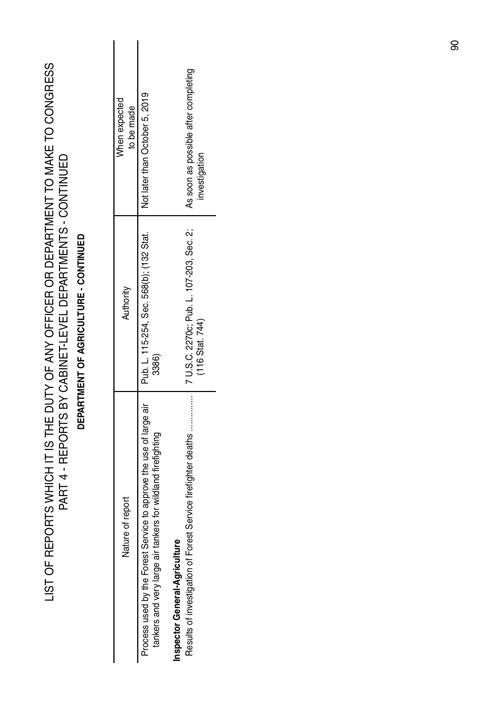 LIST OF REPORTS WHICH IT IS THE DUTY OF ANY OFFICER OR DEPARTMENT TO MAKE TO CONGRESS
PART 4 - REPORTS BY CABINET-LEVEL DEPARTMENTS - CONTINUED
DEPARTMENT OF AGRICULTURE - CONTINUED
Nature of report
Authority
When expected
to be made
Process used by the Forest Service to approve the use of large air
tankers and very large air tankers for wildland firefighting
Pub. L. 115-254, Sec. 568(b); (132 Stat.
3386)
Not later than October 5, 2019
Inspector General-Agriculture
Results of investigation of Forest Service firefighter deaths ...............
7 U.S.C. 2270c; Pub. L. 107-203, Sec. 2;
(116 Stat. 744)
As soon as possible after completing
investigation
90